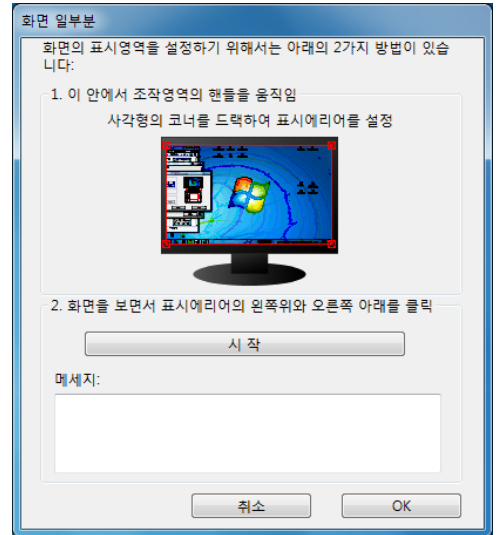 화면 일부분
화면의 표시영역을 설정하기 위해서는 아래의 2가지 방법이 있습
니다:
1. 이 안에서 조작영역의 핸들을 움직임
사각형의 코너를 드랙하여 표시에리어를 설정
2. 화면을 보면서 표시에리어의 왼쪽위와 오른쪽 아래를 클릭
시 작
메세지:
취소
OK